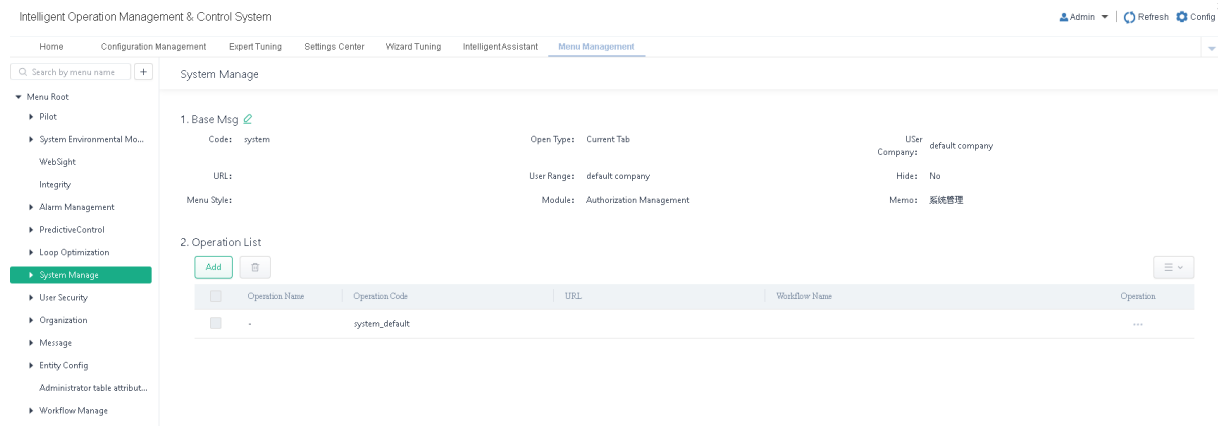 Intelligent Operation Management & Control System
Admin
Refresh
Config
Home Configuration Management Expert Tuning Settings Center Wizard Tuning IntelligentAssistant Menu Management
Search by menu name
System Manage
Menu Root
Pilot
System Environmental Mo...
WebSight
Integrity
Alarm Management
PredictiveControl
Loop Optimization
System Manage
User Security
Organization
Message
Entity Config
Administrator table attribut...
Workflow Manage
1. Base Msg
Code: system Open Type: Current Tab USer Company: default company
URL: User Range: default company Hide: No
Menu Style: Module: Authorization Management Memo: 系统管理
2. Operation List
Add
Operation Name Operation Code URL Workflow Name Operation
- system_default ...